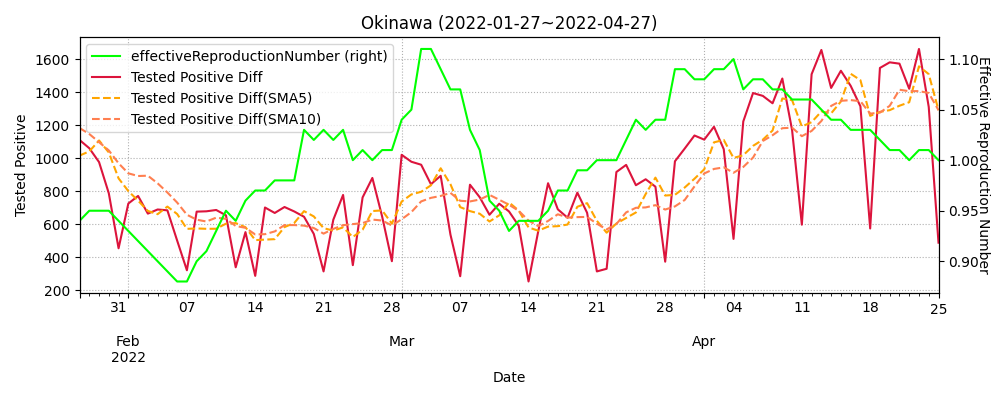 Okinawa (2022-01-27~2022-04-27)
effectiveReproductionNumber (right)
Tested Positive Diff
Tested Positive Diff(SMA5)
Tested Positive Diff(SMA10)
Tested Positive
1600
1400
1200
1000
800
600
400
200
1.10
1.05
1.00
0.95
0.90
Effective Reproduction Number
31 07 14 21 28 07 14 21 28 04 11 18 25
Feb Mar Apr
2022
Date